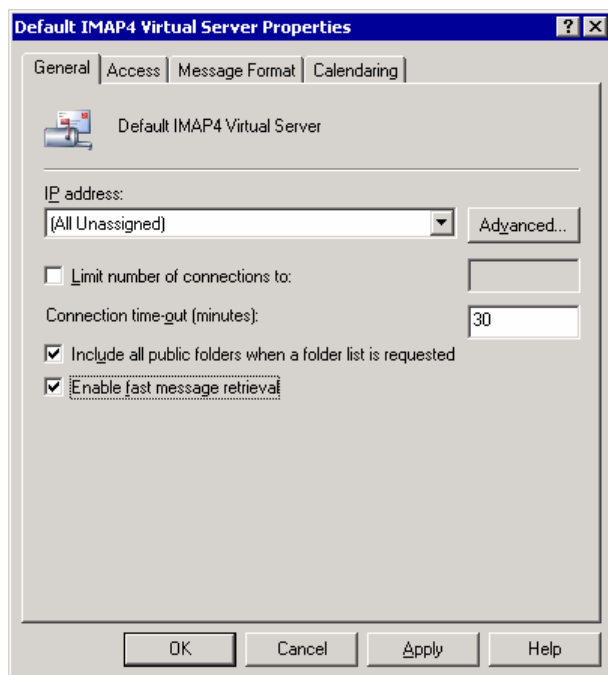 Default IMAP4 Virtual Server Properties
General Access Message Format Calendaring
Default IMAP4 Virtual Server
IP address:
(All Unassigned) Advanced...
Limit number of connections to:
Connection time-out (minutes): 30
Include all public folders when a folder list is requested
Enable fast message retrieval
OK Cancel Apply Help